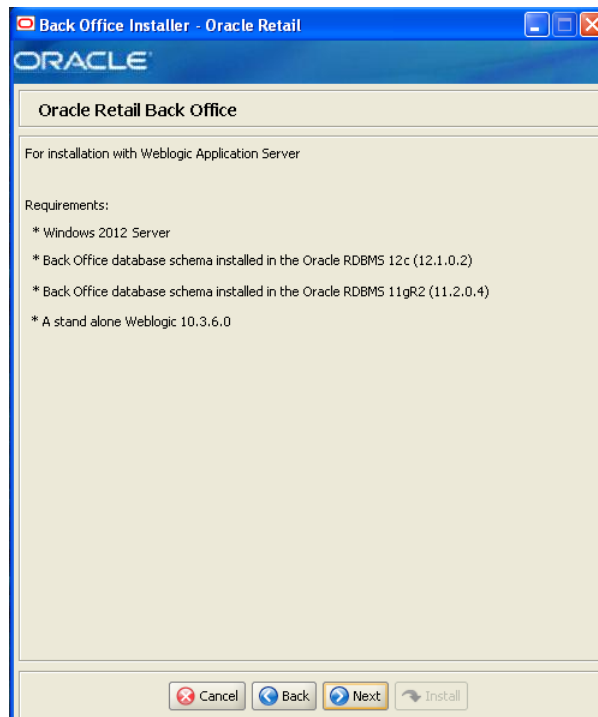 Back Office Installer - Oracle Retail
ORACLE
Oracle Retail Back Office
For installation with Weblogic Application Server
Requirements:
* Windows 2012 Server
* Back Office database schema installed in the Oracle RDBMS 12c (12.1.0.2)
* Back Office database schema installed in the Oracle RDBMS 11gR2 (11.2.0.4)
* A stand alone Weblogic 10.3.6.0
Cancel Back Next Install